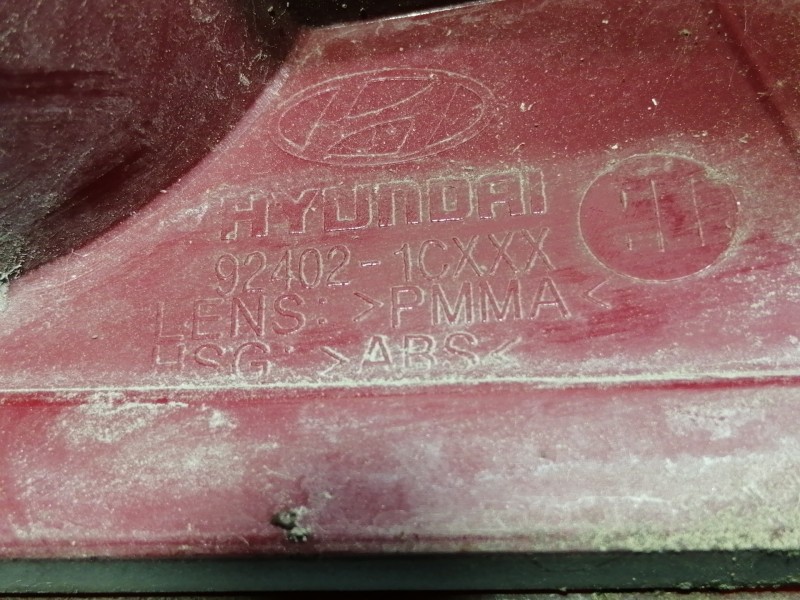 HYUNDAI
92402-1CXXX
LENS: >PMMA<
HSG: >ABS<